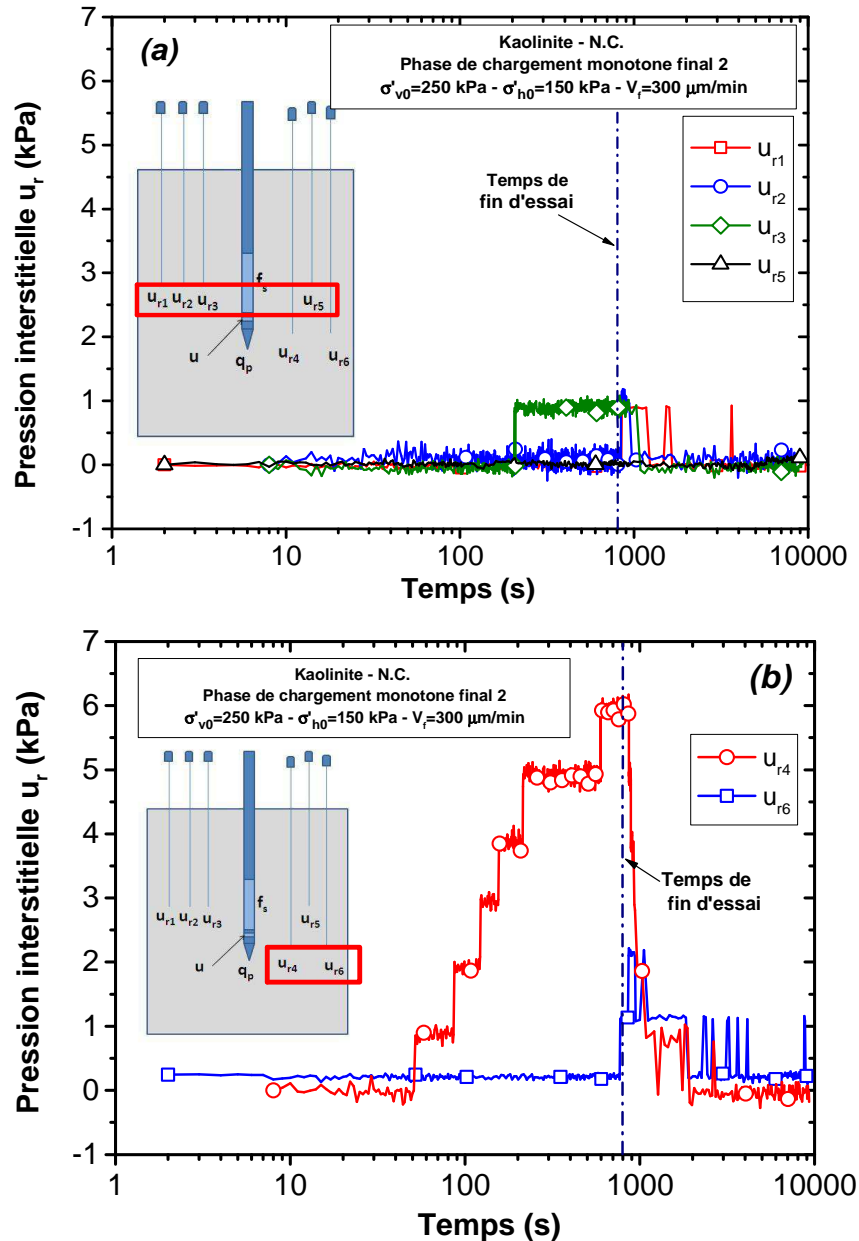 (a)
Kaolinite - N.C.
Phase de chargement monotone final 2
σ'v0=250 kPa - σ'h0=150 kPa - Vf=300 µm/min
Pression interstitielle ur (kPa)
7
6
5
4
3
2
1
0
-1
Temps de
fin d'essai
ur1
ur2
ur3
ur5
fs
ur1 ur2 ur3 ur5
u
qp
ur4 ur6
1 10 100 1000 10000
Temps (s)
(b)
Kaolinite - N.C.
Phase de chargement monotone final 2
σ'v0=250 kPa - σ'h0=150 kPa - Vf=300 µm/min
Pression interstitielle ur (kPa)
7
6
5
4
3
2
1
0
-1
ur4
ur6
Temps de
fin d'essai
fs
ur1 ur2 ur3 ur5
u
qp
ur4 ur6
1 10 100 1000 10000
Temps (s)